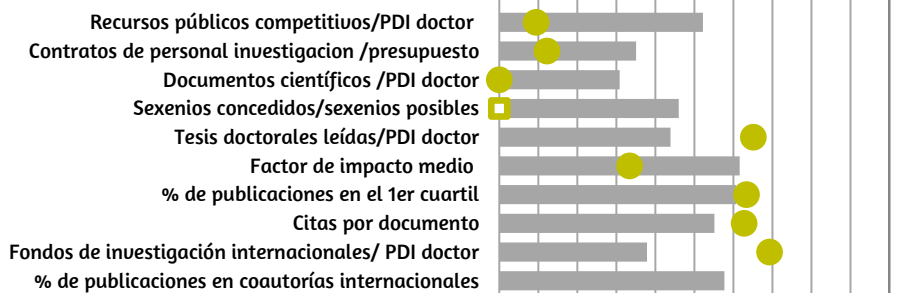 Recursos públicos competitivos/PDI doctor
Contratos de personal investigacion /presupuesto
Documentos científicos /PDI doctor
Sexenios concedidos/sexenios posibles
Tesis doctorales leídas/PDI doctor
Factor de impacto medio
% de publicaciones en el 1er cuartil
Citas por documento
Fondos de investigación internacionales/ PDI doctor
% de publicaciones en coautorías internacionales